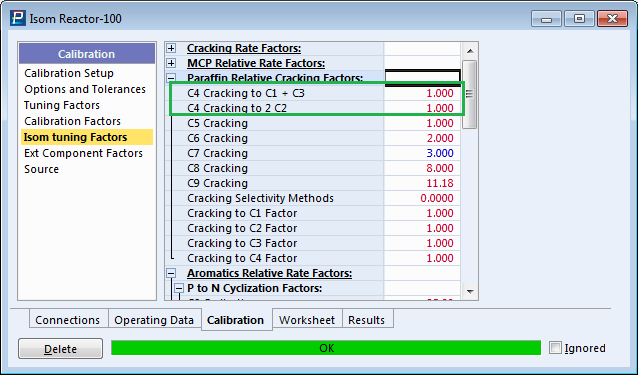 Isom Reactor-100
Calibration
Calibration Setup
Options and Tolerances
Tuning Factors
Calibration Factors
Isom tuning Factors
Ext Component Factors
Source
Cracking Rate Factors:
MCP Relative Rate Factors:
Paraffin Relative Cracking Factors:
C4 Cracking to C1 + C3 1.000
C4 Cracking to 2 C2 1.000
C5 Cracking 1.000
C6 Cracking 2.000
C7 Cracking 3.000
C8 Cracking 8.000
C9 Cracking 11.18
Cracking Selectivity Methods 0.0000
Cracking to C1 Factor 1.000
Cracking to C2 Factor 1.000
Cracking to C3 Factor 1.000
Cracking to C4 Factor 1.000
Aromatics Relative Rate Factors:
P to N Cyclization Factors:
Connections Operating Data Calibration Worksheet Results
Delete OK Ignored